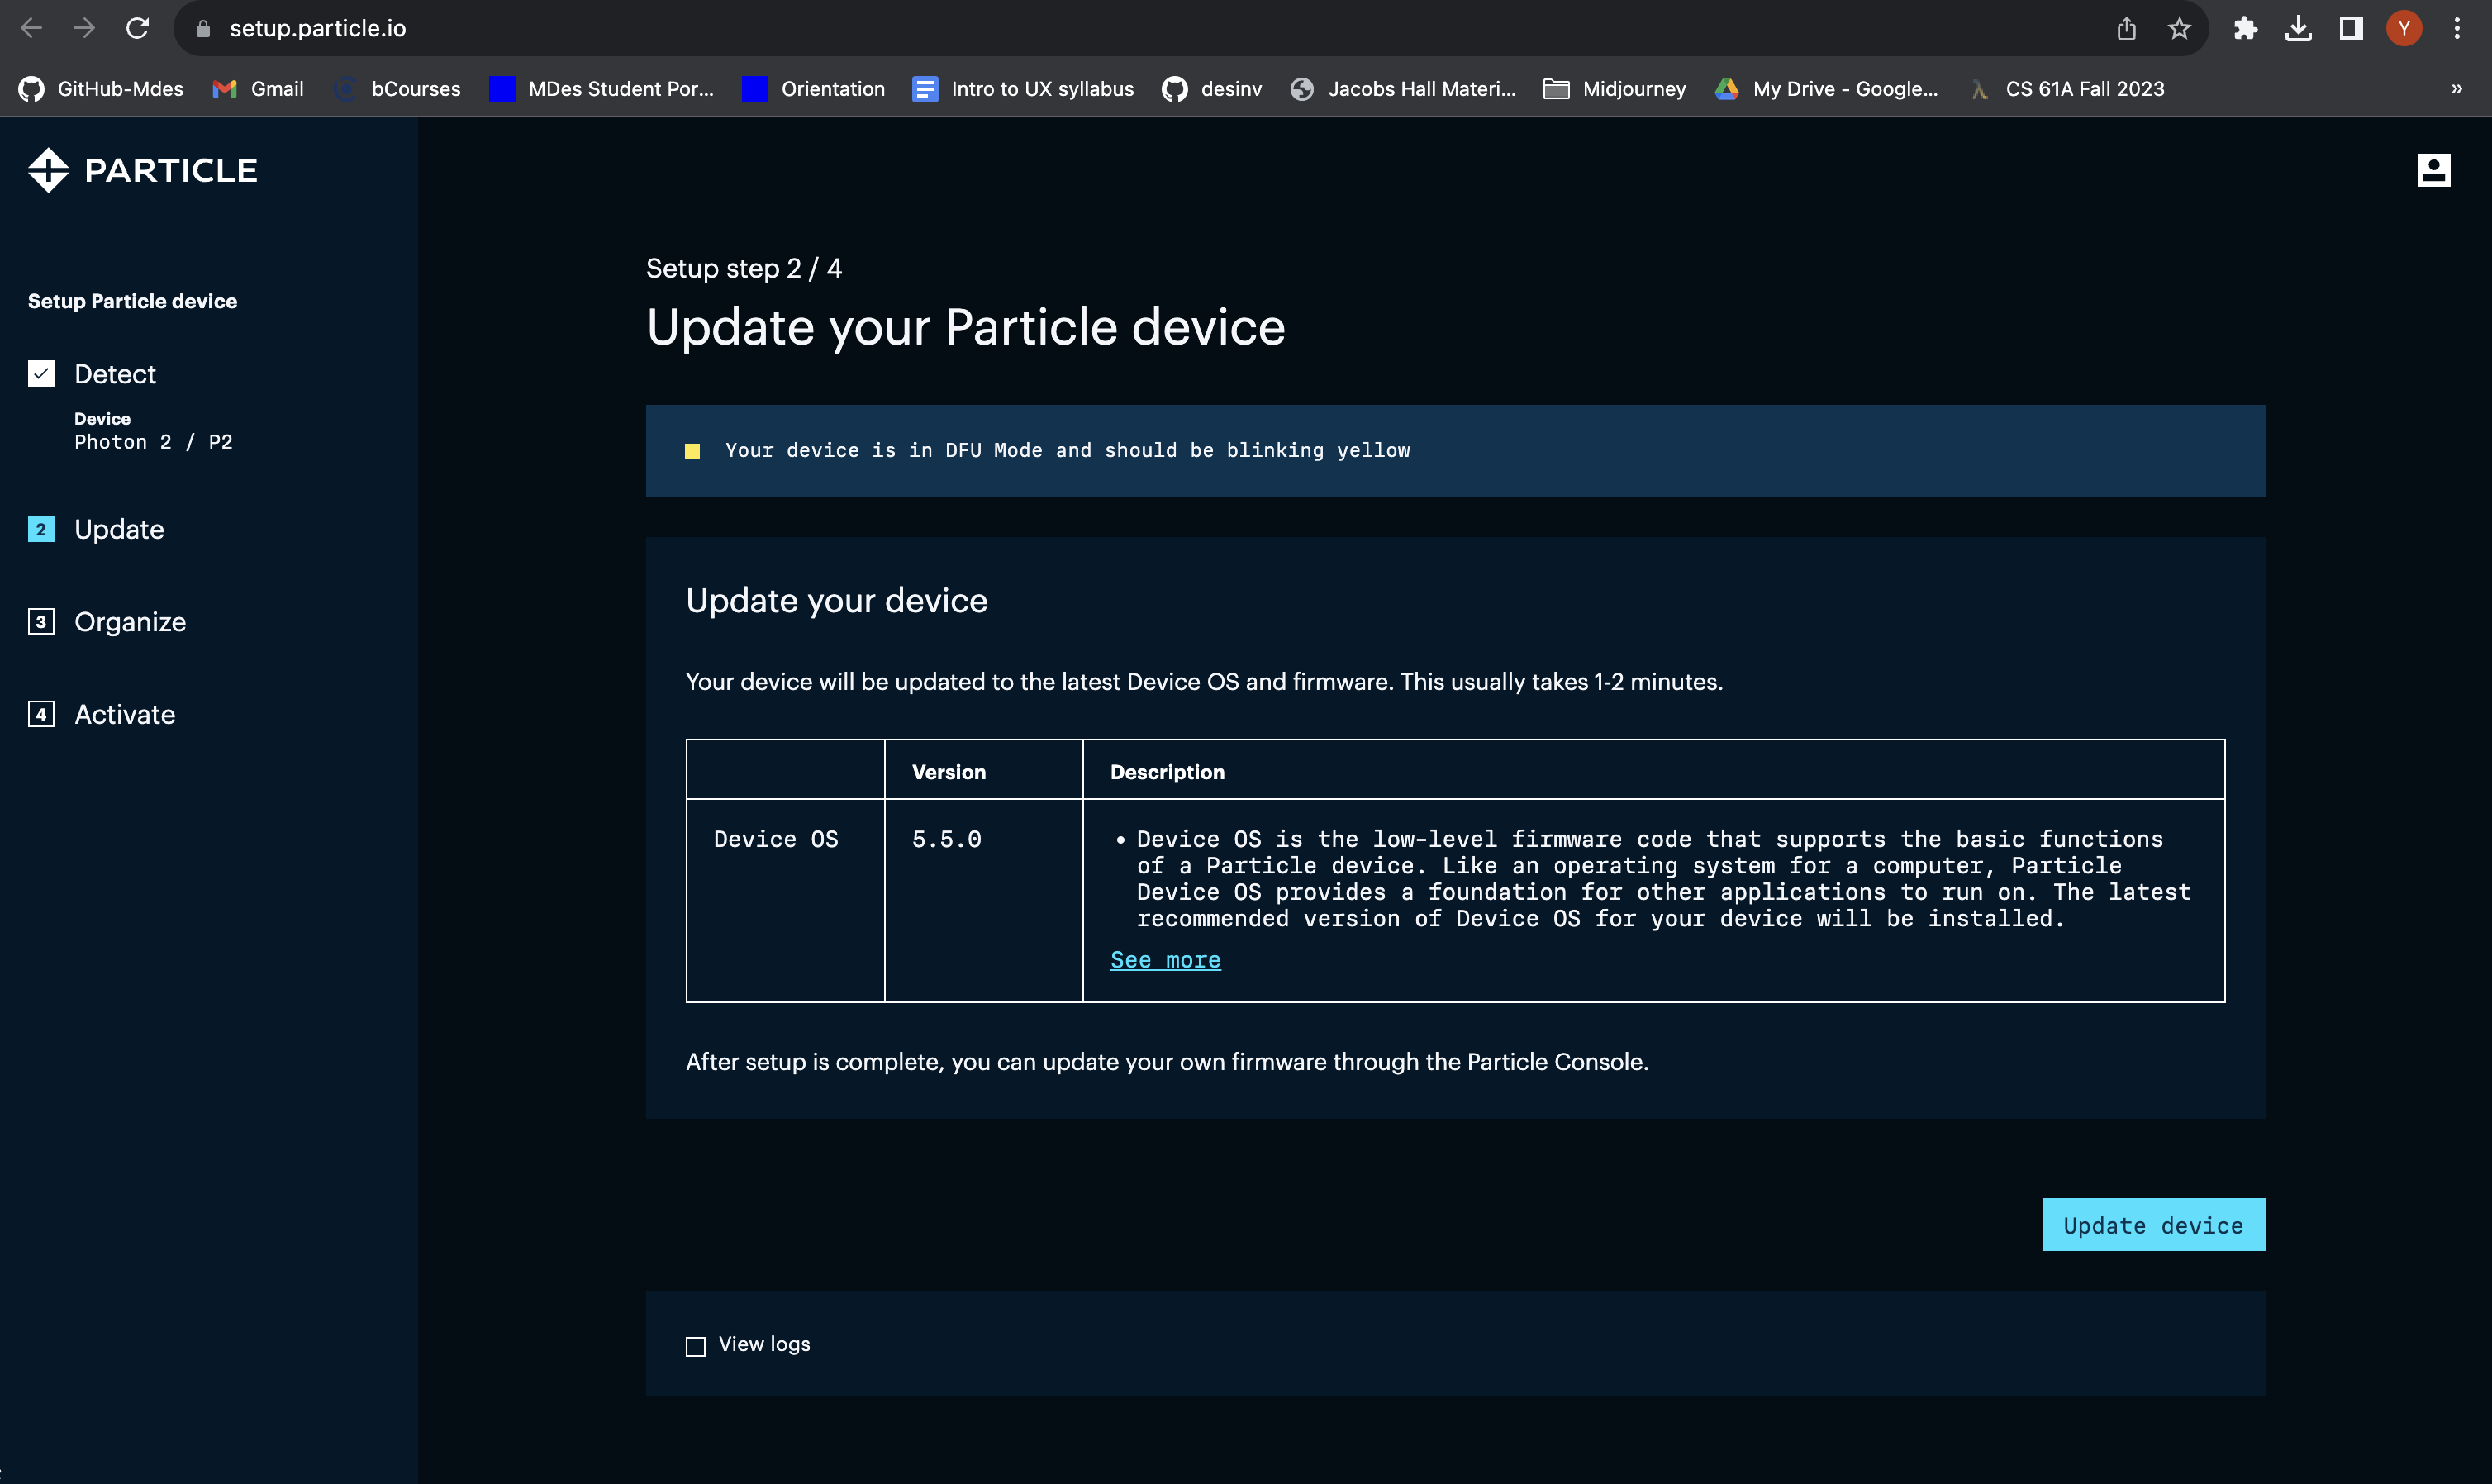 setup.particle.io
Y
GitHub-Mdes
Gmail
bCourses
MDes Student Por...
Orientation
Intro to UX syllabus
desinv
Jacobs Hall Materi...
Midjourney
My Drive - Google...
CS 61A Fall 2023
»
PARTICLE
Setup Particle device
Detect
Device
Photon 2 / P2
2 Update
3 Organize
4 Activate
Setup step 2 / 4
Update your Particle device
Your device is in DFU Mode and should be blinking yellow
Update your device
Your device will be updated to the latest Device OS and firmware. This usually takes 1-2 minutes.
Version
Description
Device OS
5.5.0
• Device OS is the low-level firmware code that supports the basic functions
of a Particle device. Like an operating system for a computer, Particle
Device OS provides a foundation for other applications to run on. The latest
recommended version of Device OS for your device will be installed.
See more
After setup is complete, you can update your own firmware through the Particle Console.
Update device
View logs